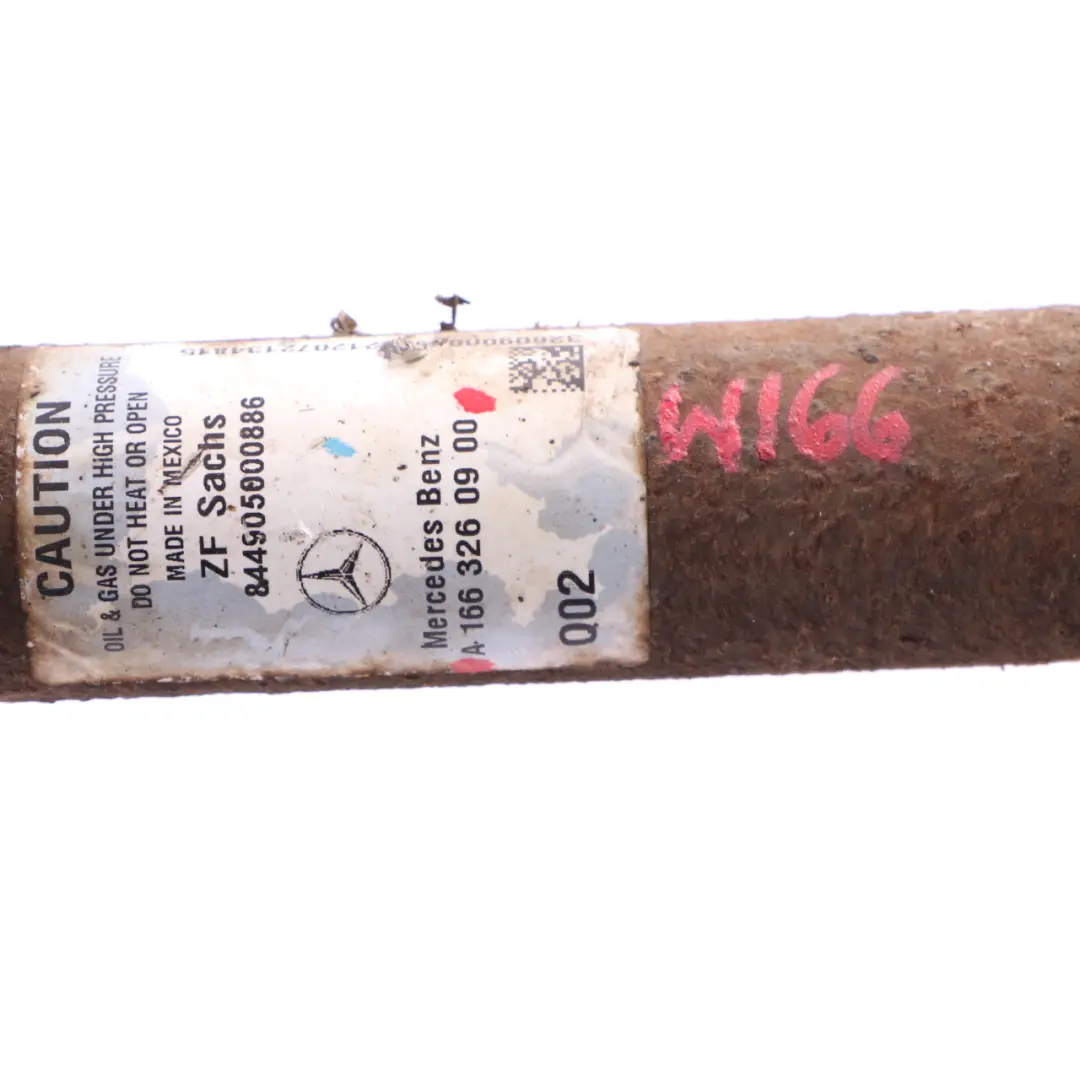 CAUTION
OIL & GAS UNDER HIGH PRESSURE
DO NOT HEAT OR OPEN
MADE IN MEXICO
ZF Sachs
844905000886
Mercedes Benz
A 166 326 09 00
Q02
W166